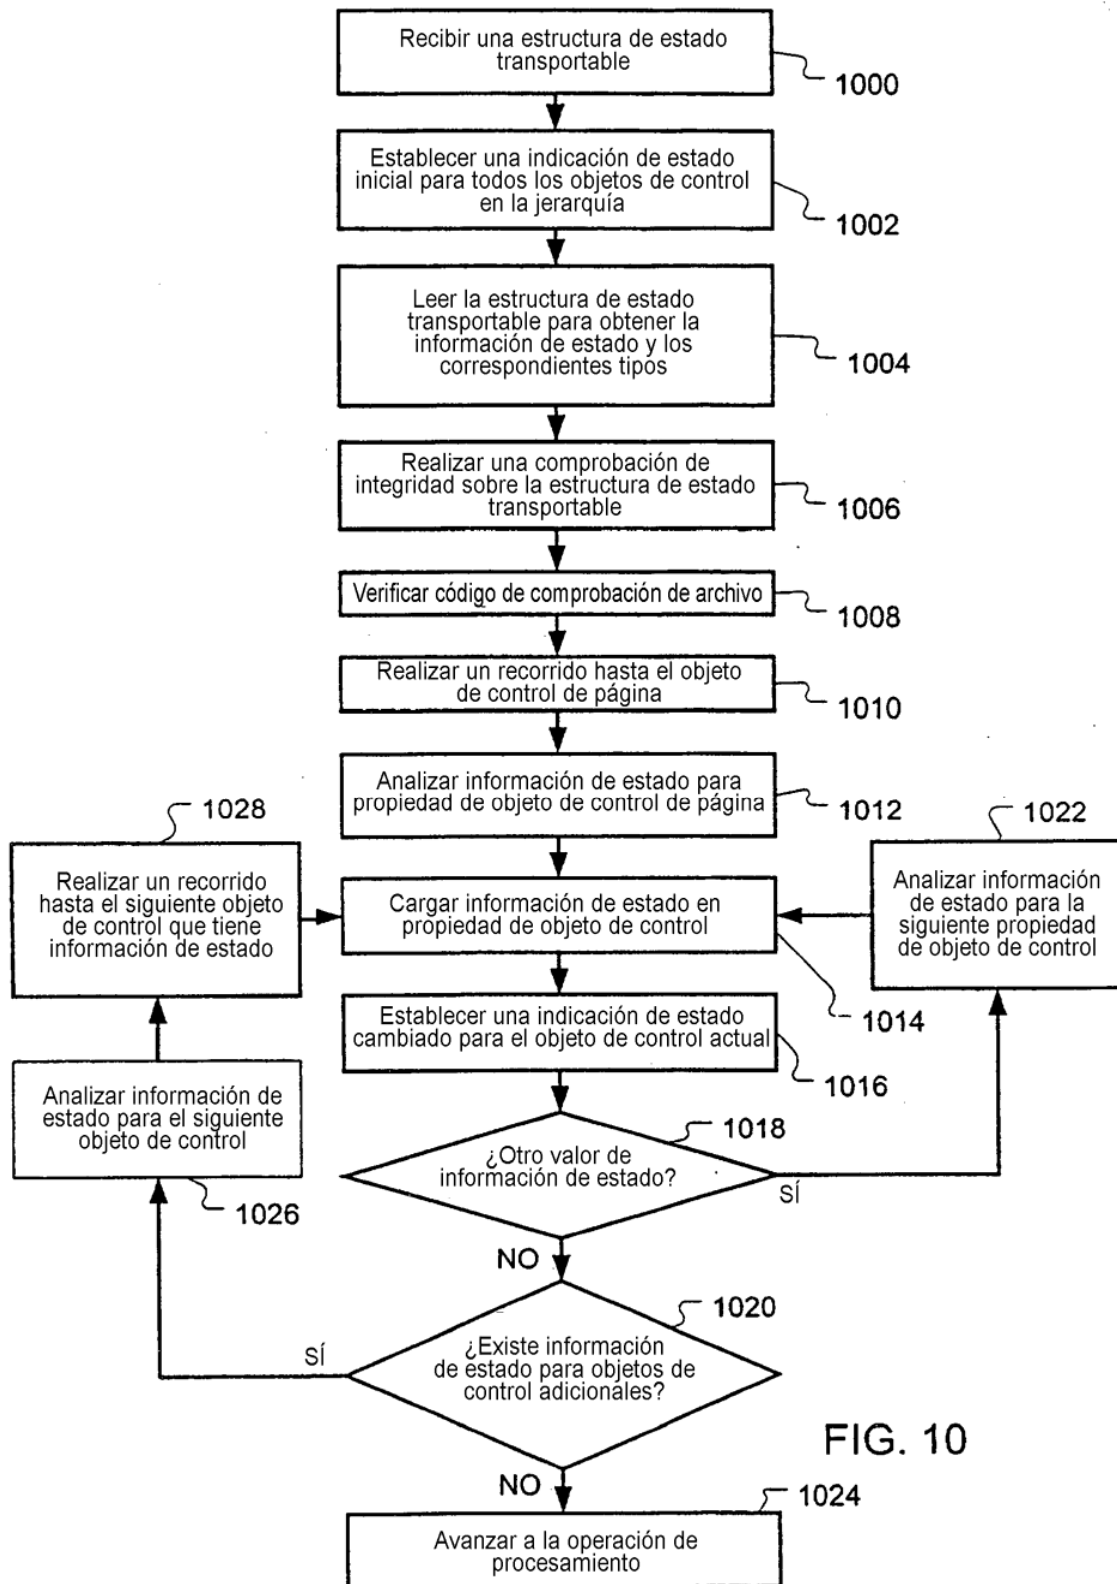 Recibir una estructura de estado
transportable
1000
Establecer una indicación de estado
inicial para todos los objetos de control
en la jerarquía
1002
Leer la estructura de estado
transportable para obtener la
información de estado y los
correspondientes tipos
1004
Realizar una comprobación de
integridad sobre la estructura de estado
transportable
1006
Verificar código de comprobación de archivo
1008
Realizar un recorrido hasta el objeto
de control de página
1010
Analizar información de estado para
propiedad de objeto de control de página
1012
1028
Realizar un recorrido
hasta el siguiente objeto
de control que tiene
información de estado
Cargar información de estado en
propiedad de objeto de control
1014
1022
Analizar información
de estado para la
siguiente propiedad
de objeto de control
Establecer una indicación de estado
cambiado para el objeto de control actual
1016
Analizar información de
estado para el siguiente
objeto de control
1026
¿Otro valor de
información de estado?
1018
SÍ
NO
¿Existe información
de estado para objetos de
control adicionales?
1020
SÍ
NO
FIG. 10
Avanzar a la operación de
procesamiento
1024